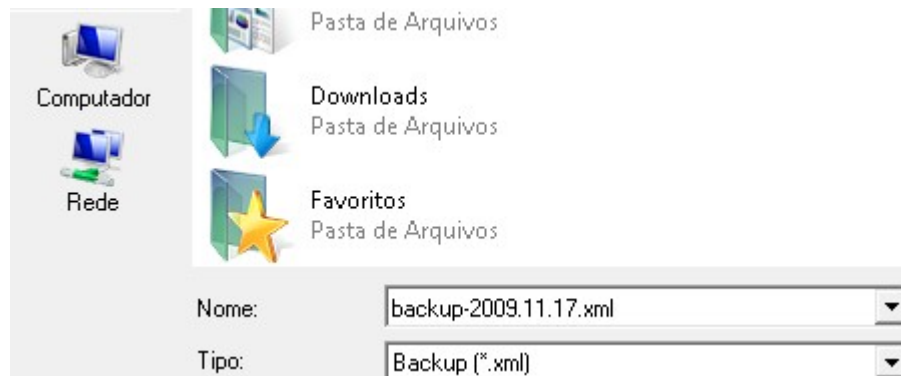 Computador
Rede
Pasta de Arquivos
Downloads
Pasta de Arquivos
Favoritos
Pasta de Arquivos
Nome:
backup-2009.11.17.xml
Tipo:
Backup (*.xml)